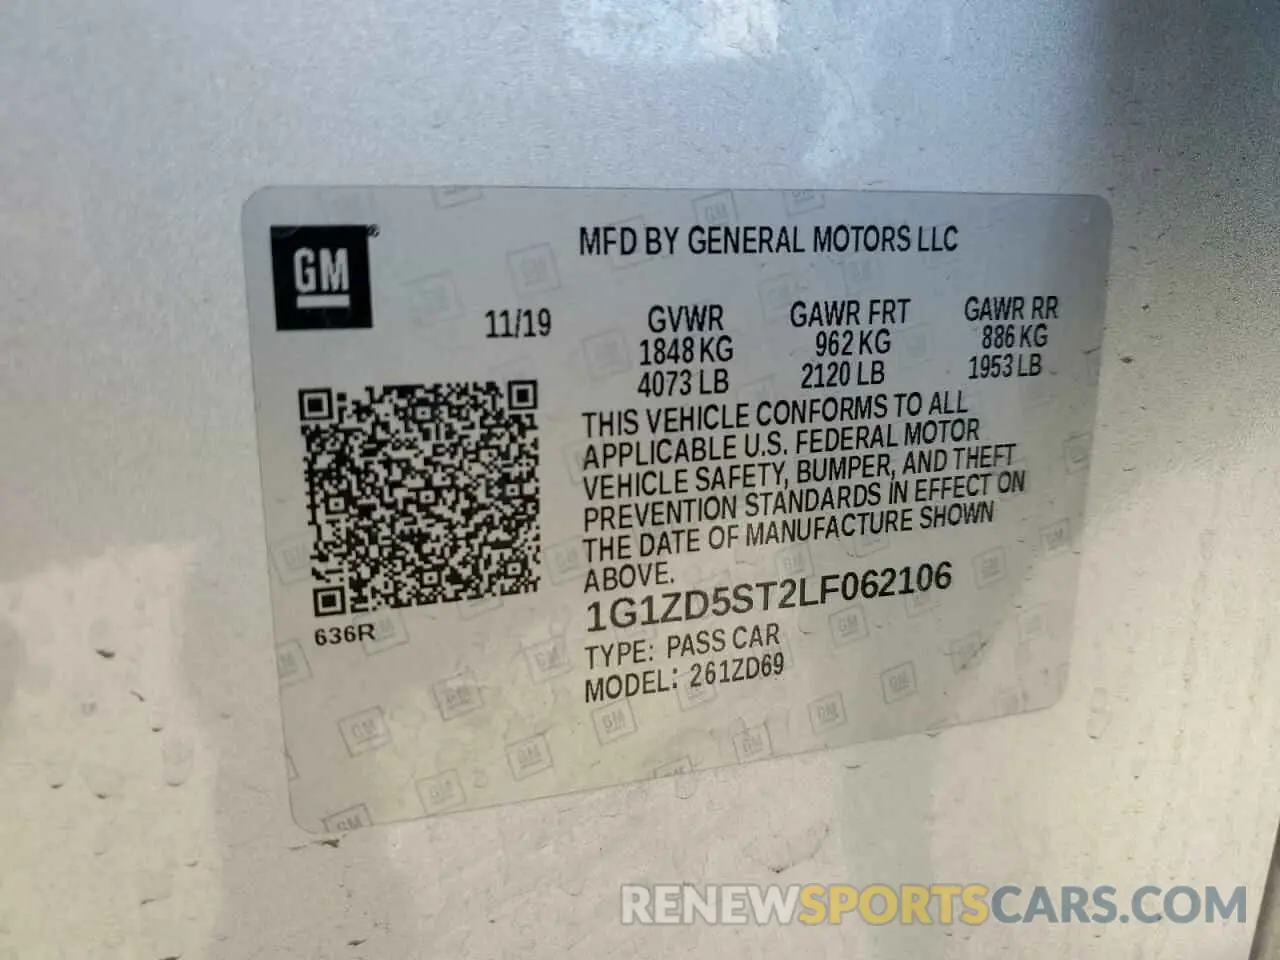 GM®
MFD BY GENERAL MOTORS LLC
11/19
GVWR GAWR FRT GAWR RR
1848 KG 962 KG 886 KG
4073 LB 2120 LB 1953 LB
THIS VEHICLE CONFORMS TO ALL
APPLICABLE U.S. FEDERAL MOTOR
VEHICLE SAFETY, BUMPER, AND THEFT
PREVENTION STANDARDS IN EFFECT ON
THE DATE OF MANUFACTURE SHOWN
ABOVE.
1G1ZD5ST2LF062106
TYPE: PASS CAR
MODEL: 261ZD69
636R
RENEWSPORTSCARS.COM